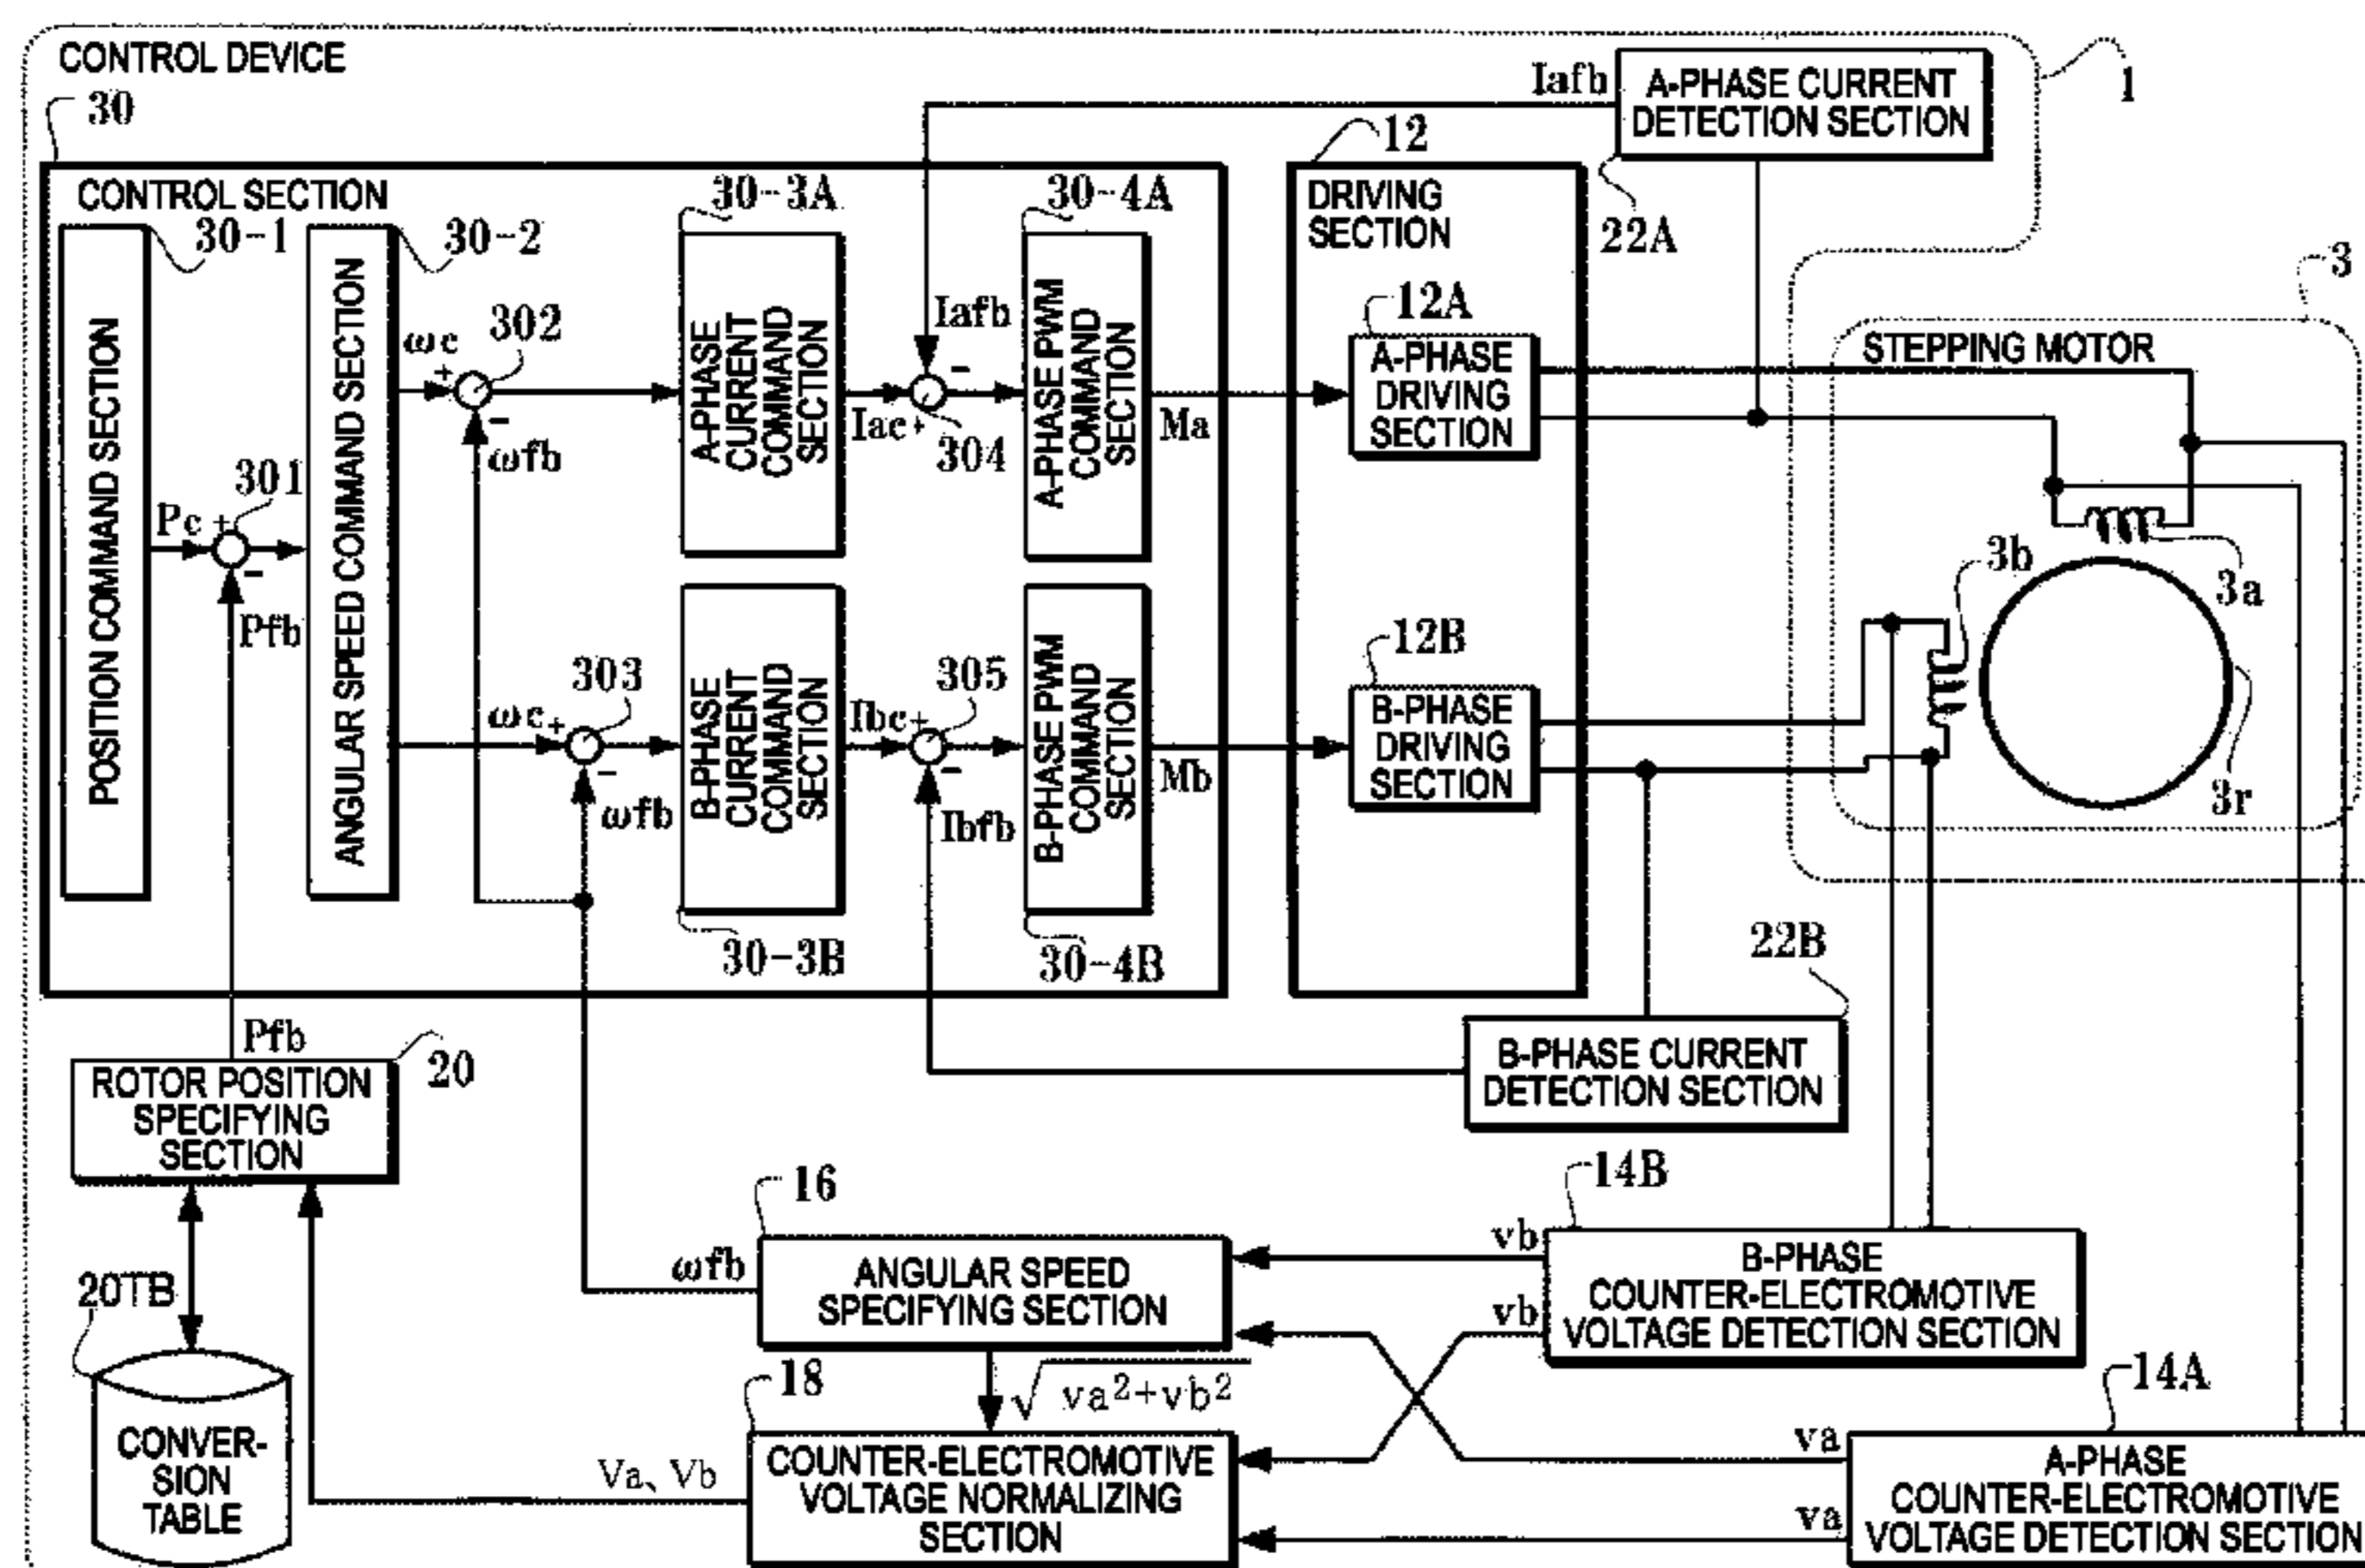 CONTROL DEVICE
30
CONTROL SECTION
30-1
POSITION COMMAND SECTION
Pc
+
301
-
Pfb
30-2
ANGULAR SPEED COMMAND SECTION
ωc
+
302
-
ωfb
ωc
+
303
-
ωfb
30-3A
A-PHASE
CURRENT
COMMAND
SECTION
30-3B
B-PHASE
CURRENT
COMMAND
SECTION
Iafb
Iafb
-
Iac
+
304
Ibc
+
305
-
Ibfb
30-4A
A-PHASE PWM
COMMAND
SECTION
30-4B
B-PHASE PWM
COMMAND
SECTION
Ma
Mb
12
DRIVING
SECTION
12A
A-PHASE
DRIVING
SECTION
12B
B-PHASE
DRIVING
SECTION
A-PHASE CURRENT
DETECTION SECTION
22A
1
3
STEPPING MOTOR
3a
3b
3r
22B
B-PHASE CURRENT
DETECTION SECTION
Pfb
20
ROTOR POSITION
SPECIFYING
SECTION
20TB
CONVER-
SION
TABLE
16
ωfb
ANGULAR SPEED
SPECIFYING SECTION
√va²+vb²
18
COUNTER-ELECTROMOTIVE
VOLTAGE NORMALIZING
SECTION
Va、Vb
14B
vb
vb
B-PHASE
COUNTER-ELECTROMOTIVE
VOLTAGE DETECTION SECTION
14A
va
va
A-PHASE
COUNTER-ELECTROMOTIVE
VOLTAGE DETECTION SECTION